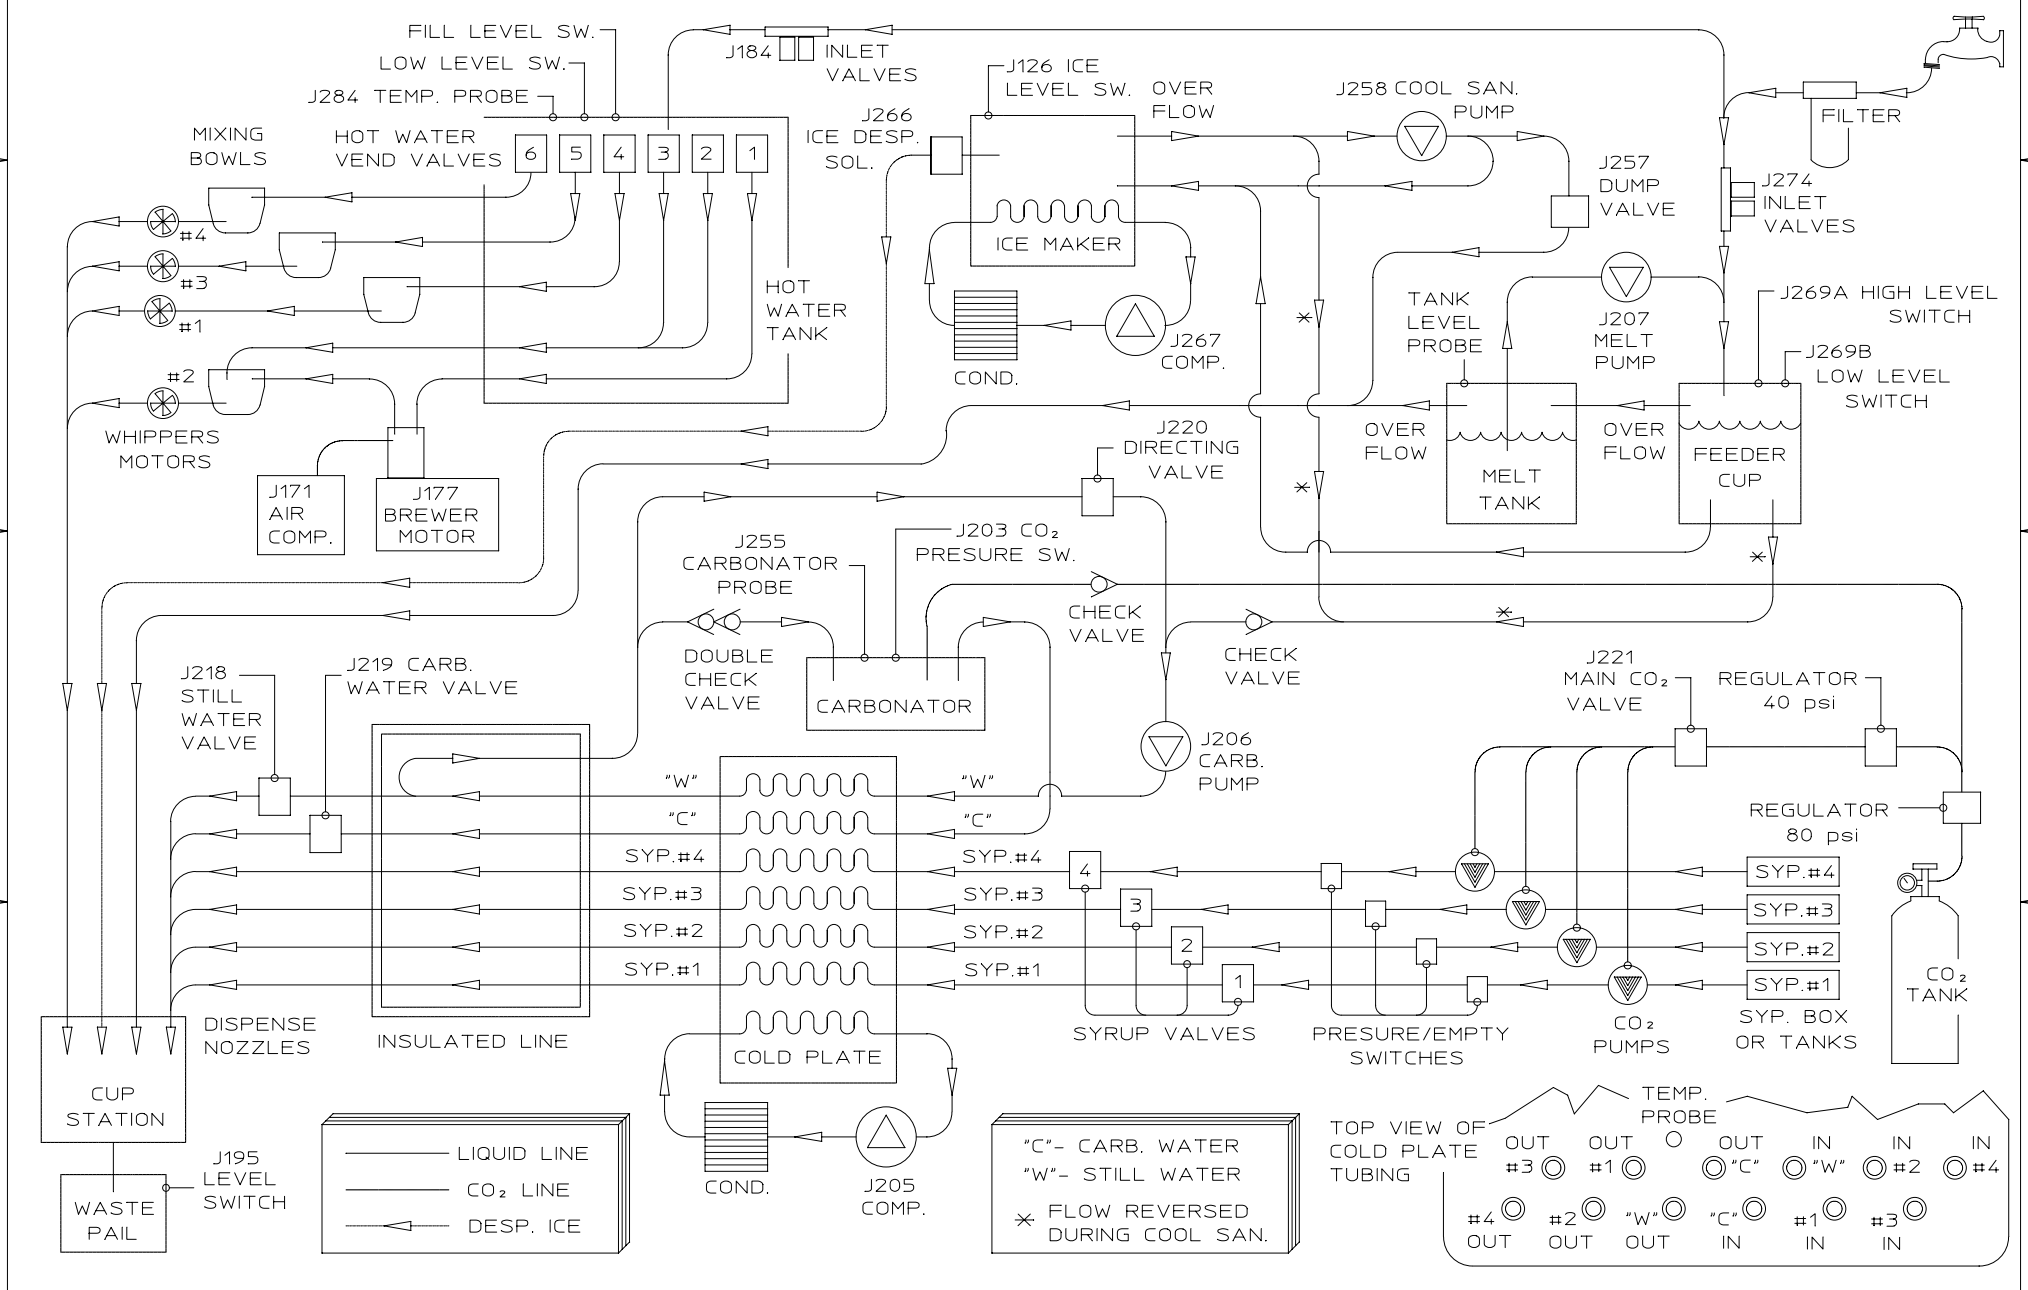 FILL LEVEL SW.
LOW LEVEL SW.
J284 TEMP. PROBE
MIXING
BOWLS
HOT WATER
VEND VALVES
6
5
4
3
2
1
J184
INLET
VALVES
J266
ICE DESP.
SOL.
J126 ICE
LEVEL SW.
OVER
FLOW
J258 COOL SAN.
PUMP
FILTER
J257
DUMP
VALVE
J274
INLET
VALVES
#4
#3
#1
#2
WHIPPERS
MOTORS
HOT
WATER
TANK
ICE MAKER
COND.
J267
COMP.
TANK
LEVEL
PROBE
J207
MELT
PUMP
J269A HIGH LEVEL
SWITCH
J269B
LOW LEVEL
SWITCH
OVER
FLOW
OVER
FLOW
MELT
TANK
FEEDER
CUP
J171
AIR
COMP.
J177
BREWER
MOTOR
J220
DIRECTING
VALVE
J255
CARBONATOR
PROBE
J203 CO₂
PRESURE SW.
CHECK
VALVE
CHECK
VALVE
DOUBLE
CHECK
VALVE
CARBONATOR
J218
STILL
WATER
VALVE
J219 CARB.
WATER VALVE
J206
CARB.
PUMP
J221
MAIN CO₂
VALVE
REGULATOR
40 psi
REGULATOR
80 psi
"W"
"C"
SYP.#4
SYP.#3
SYP.#2
SYP.#1
"W"
"C"
SYP.#4
SYP.#3
SYP.#2
SYP.#1
4
3
2
1
SYP.#4
SYP.#3
SYP.#2
SYP.#1
SYRUP VALVES
PRESURE/EMPTY
SWITCHES
CO₂
PUMPS
SYP. BOX
OR TANKS
CO₂
TANK
DISPENSE
NOZZLES
INSULATED LINE
COLD PLATE
COND.
J205
COMP.
CUP
STATION
WASTE
PAIL
J195
LEVEL
SWITCH
LIQUID LINE
CO₂ LINE
DESP. ICE
"C"- CARB. WATER
"W"- STILL WATER
* FLOW REVERSED
DURING COOL SAN.
TOP VIEW OF
COLD PLATE
TUBING
TEMP.
PROBE
OUT
#3
OUT
#1
OUT
"C"
IN
"W"
IN
#2
IN
#4
#4
OUT
#2
OUT
"W"
OUT
"C"
IN
#1
IN
#3
IN